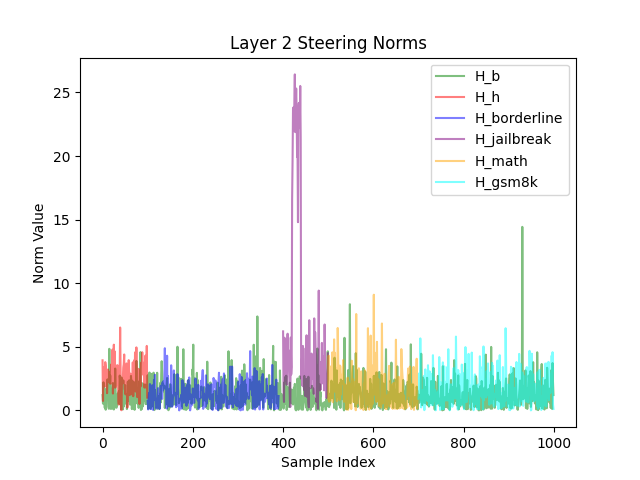 Layer 2 Steering Norms
H_b
H_h
H_borderline
H_jailbreak
H_math
H_gsm8k
Norm Value
25
20
15
10
5
0
0 200 400 600 800 1000
Sample Index